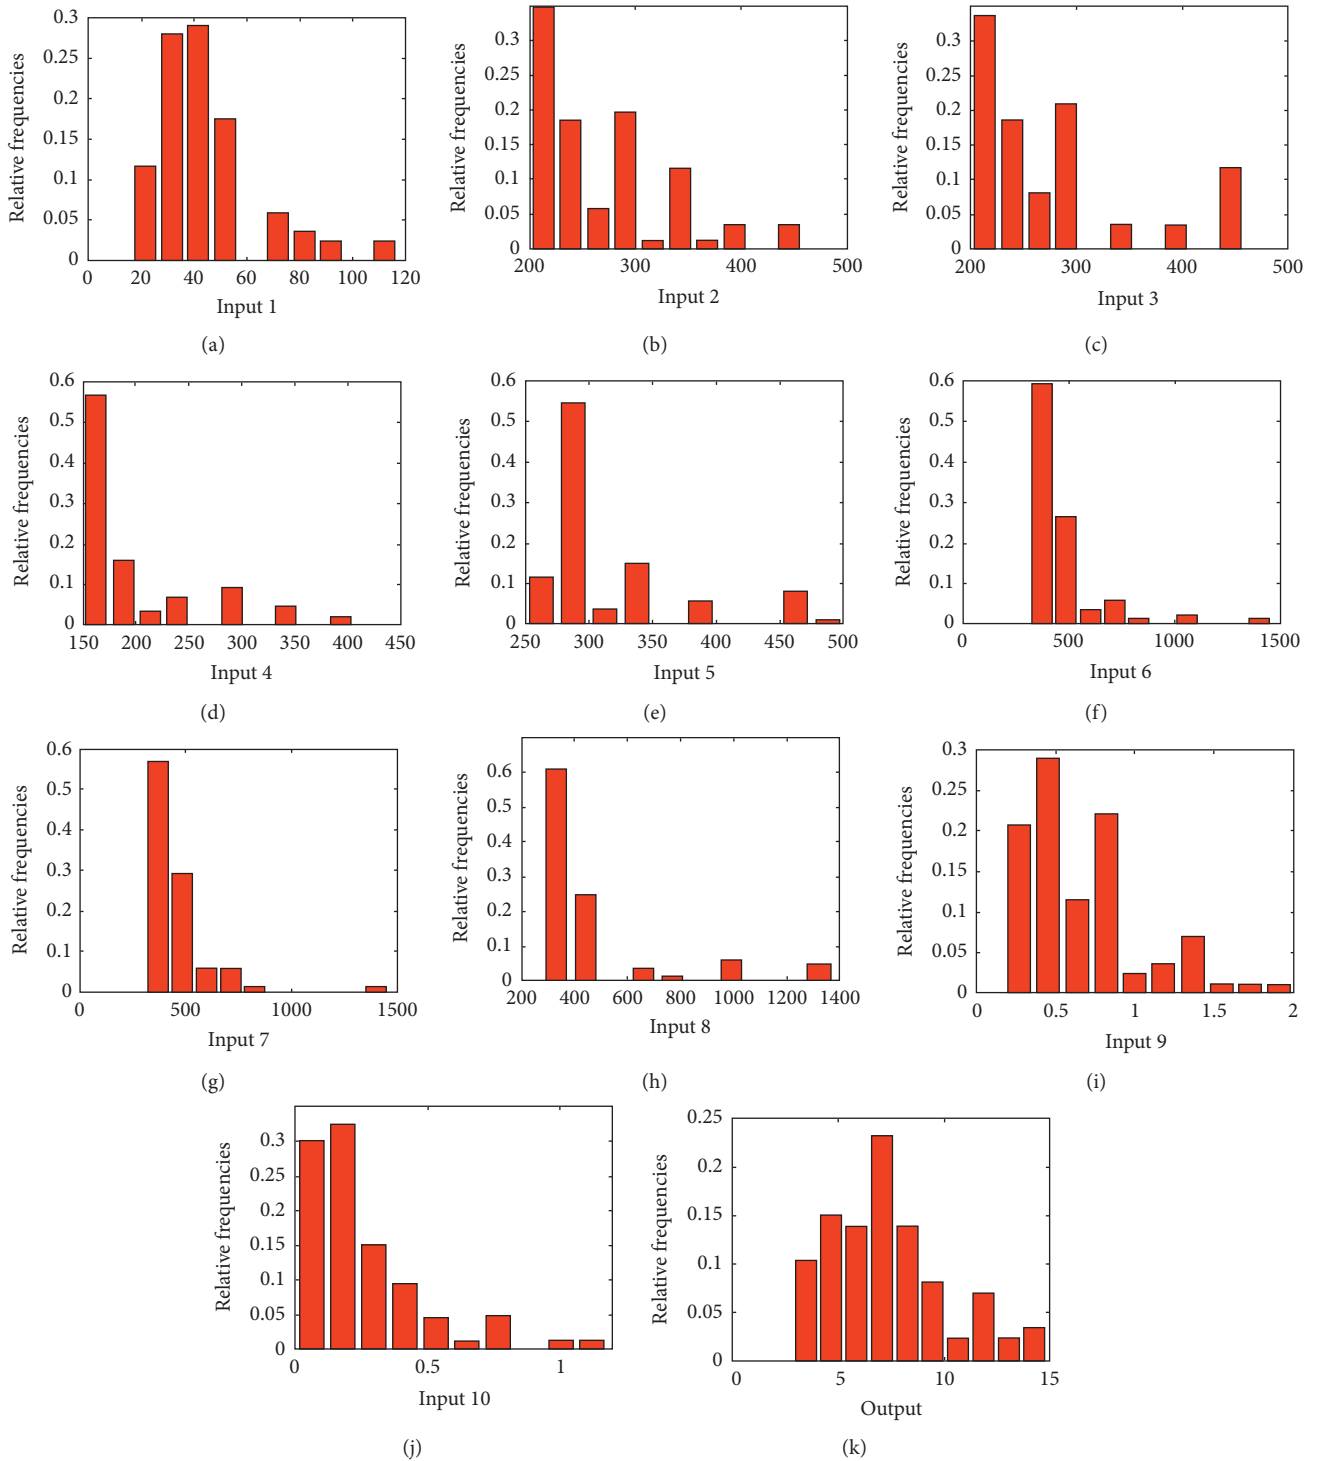 Relative frequencies
0.3
0.25
0.2
0.15
0.1
0.05
0
0 20 40 60 80 100 120
Input 1
(a)
Relative frequencies
0.3
0.25
0.2
0.15
0.1
0.05
0
200 300 400 500
Input 2
(b)
Relative frequencies
0.35
0.3
0.25
0.2
0.15
0.1
0.05
0
200 300 400 500
Input 3
(c)
Relative frequencies
0.6
0.5
0.4
0.3
0.2
0.1
0
150 200 250 300 350 400 450
Input 4
(d)
Relative frequencies
0.6
0.5
0.4
0.3
0.2
0.1
0
250 300 350 400 450 500
Input 5
(e)
Relative frequencies
0.6
0.5
0.4
0.3
0.2
0.1
0
0 500 1000 1500
Input 6
(f)
Relative frequencies
0.6
0.5
0.4
0.3
0.2
0.1
0
0 500 1000 1500
Input 7
(g)
Relative frequencies
0.6
0.5
0.4
0.3
0.2
0.1
0
200 400 600 800 1000 1200 1400
Input 8
(h)
Relative frequencies
0.3
0.25
0.2
0.15
0.1
0.05
0
0 0.5 1 1.5 2
Input 9
(i)
Relative frequencies
0.3
0.25
0.2
0.15
0.1
0.05
0
0 0.5 1
Input 10
(j)
Relative frequencies
0.25
0.2
0.15
0.1
0.05
0
0 5 10 15
Output
(k)